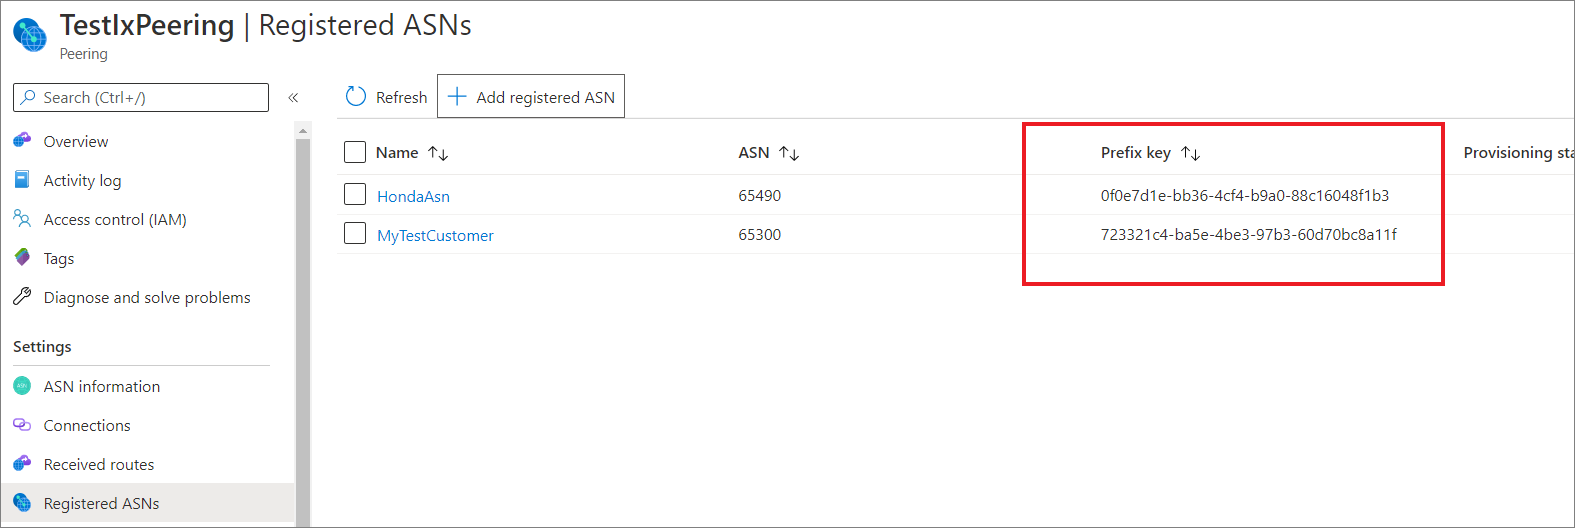 TestIxPeering | Registered ASNs
Peering
Search (Ctrl+/)
«
Overview
Activity log
Access control (IAM)
Tags
Diagnose and solve problems
Settings
ASN information
Connections
Received routes
Registered ASNs
Refresh
Add registered ASN
Name ↑↓ ASN ↑↓ Prefix key ↑↓ Provisioning sta
HondaAsn 65490 0f0e7d1e-bb36-4cf4-b9a0-88c16048f1b3
MyTestCustomer 65300 723321c4-ba5e-4be3-97b3-60d70bc8a11f